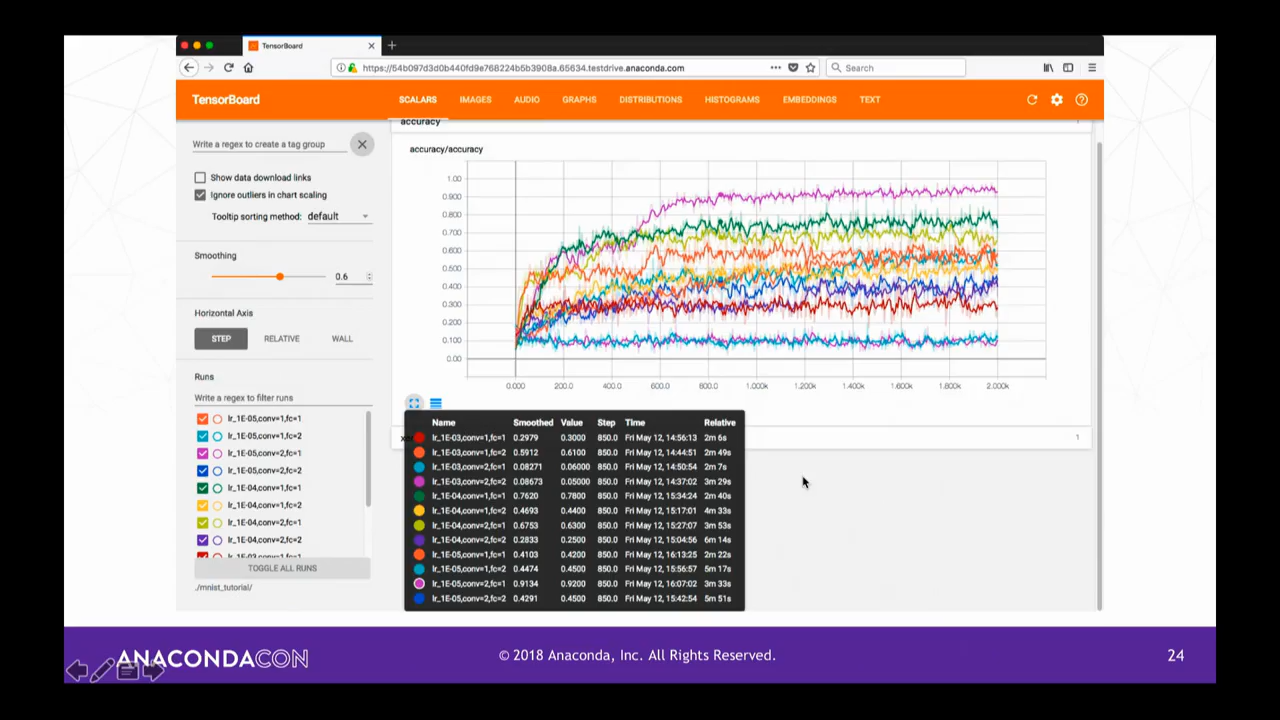 TensorBoard
https://54b097d3d0b440fd9e768224b5b3908a.65634.testdrive.anaconda.com
Search
TensorBoard
SCALARS
IMAGES
AUDIO
GRAPHS
DISTRIBUTIONS
HISTOGRAMS
EMBEDDINGS
TEXT
Write a regex to create a tag group
Show data download links
Ignore outliers in chart scaling
Tooltip sorting method: default
Smoothing
0.6
Horizontal Axis
STEP RELATIVE WALL
Runs
Write a regex to filter runs
lr_1E-05,conv=1,fc=1
lr_1E-05,conv=1,fc=2
lr_1E-05,conv=2,fc=1
lr_1E-05,conv=2,fc=2
lr_1E-04,conv=1,fc=1
lr_1E-04,conv=1,fc=2
lr_1E-04,conv=2,fc=1
lr_1E-04,conv=2,fc=2
lr_1E-03,conv=1,fc=1
TOGGLE ALL RUNS
./mnist_tutorial/
accuracy 1
accuracy/accuracy
1.00
0.900
0.800
0.700
0.600
0.500
0.400
0.300
0.200
0.100
0.00
0.000 200.0 400.0 600.0 800.0 1.000k 1.200k 1.400k 1.600k 1.800k 2.000k
1
Name Smoothed Value Step Time Relative
lr_1E-03,conv=1,fc=1 0.2979 0.3000 850.0 Fri May 12, 14:56:13 2m 6s
lr_1E-03,conv=1,fc=2 0.5912 0.6100 850.0 Fri May 12, 14:44:51 2m 49s
lr_1E-03,conv=2,fc=1 0.08271 0.06000 850.0 Fri May 12, 14:50:54 2m 7s
lr_1E-03,conv=2,fc=2 0.08673 0.05000 850.0 Fri May 12, 14:37:02 3m 29s
lr_1E-04,conv=1,fc=1 0.7620 0.7800 850.0 Fri May 12, 15:34:24 2m 40s
lr_1E-04,conv=1,fc=2 0.4693 0.4400 850.0 Fri May 12, 15:17:01 4m 33s
lr_1E-04,conv=2,fc=1 0.6753 0.6300 850.0 Fri May 12, 15:27:07 3m 53s
lr_1E-04,conv=2,fc=2 0.2833 0.2500 850.0 Fri May 12, 15:04:56 6m 14s
lr_1E-05,conv=1,fc=1 0.4103 0.4200 850.0 Fri May 12, 16:13:25 2m 22s
lr_1E-05,conv=1,fc=2 0.4474 0.4500 850.0 Fri May 12, 15:56:57 5m 17s
lr_1E-05,conv=2,fc=1 0.9134 0.9200 850.0 Fri May 12, 16:07:02 3m 33s
lr_1E-05,conv=2,fc=2 0.4291 0.4500 850.0 Fri May 12, 15:42:54 5m 51s
ANACONDACON
© 2018 Anaconda, Inc. All Rights Reserved.
24